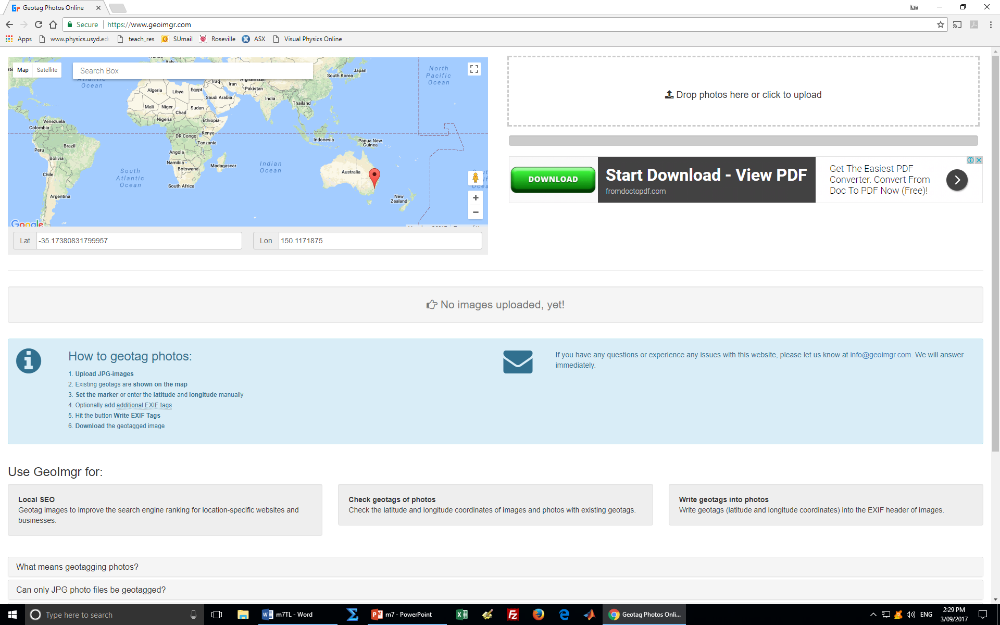 Geotag Photos Online
Ian
Secure
https://www.geoimgr.com
Apps
www.physics.usyd.ed
teach_res
SUmail
Roseville
ASX
Visual Physics Online
Map
Satellite
Search Box
Atlantic
Ocean
Italy
Iraq
Iran
Afghanistan
Pakistan
South Korea
Japan
North
Pacific
Ocean
Algeria
Libya
Egypt
Saudi Arabia
India
Thailand
Mali
Niger
Chad
Sudan
Nigeria
Ethiopia
Venezuela
Colombia
DR Congo
Kenya
Tanzania
Indonesia
Papua New
Guinea
Brazil
Peru
Bolivia
Angola
Namibia
Botswana
Madagascar
Indian
Ocean
Australia
Chile
South
Atlantic
Ocean
South Africa
Argentina
New
Zealand
Google
Lat
-35.17380831799957
Lon
150.1171875
Drop photos here or click to upload
DOWNLOAD
Start Download - View PDF
fromdoctopdf.com
Get The Easiest PDF
Converter. Convert From
Doc To PDF Now (Free)!
No images uploaded, yet!
How to geotag photos:
1. Upload JPG-images
2. Existing geotags are shown on the map
3. Set the marker or enter the latitude and longitude manually
4. Optionally add additional EXIF tags
5. Hit the button Write EXIF Tags
6. Download the geotagged image
If you have any questions or experience any issues with this website, please let us know at info@geoimgr.com. We will answer
immediately.
Use GeoImgr for:
Local SEO
Geotag images to improve the search engine ranking for location-specific websites and
businesses.
Check geotags of photos
Check the latitude and longitude coordinates of images and photos with existing geotags.
Write geotags into photos
Write geotags (latitude and longitude coordinates) into the EXIF header of images.
What means geotagging photos?
Can only JPG photo files be geotagged?
Type here to search
m7TL - Word
m7 - PowerPoint
Geotag Photos Onli...
ENG
2:29 PM
3/09/2017